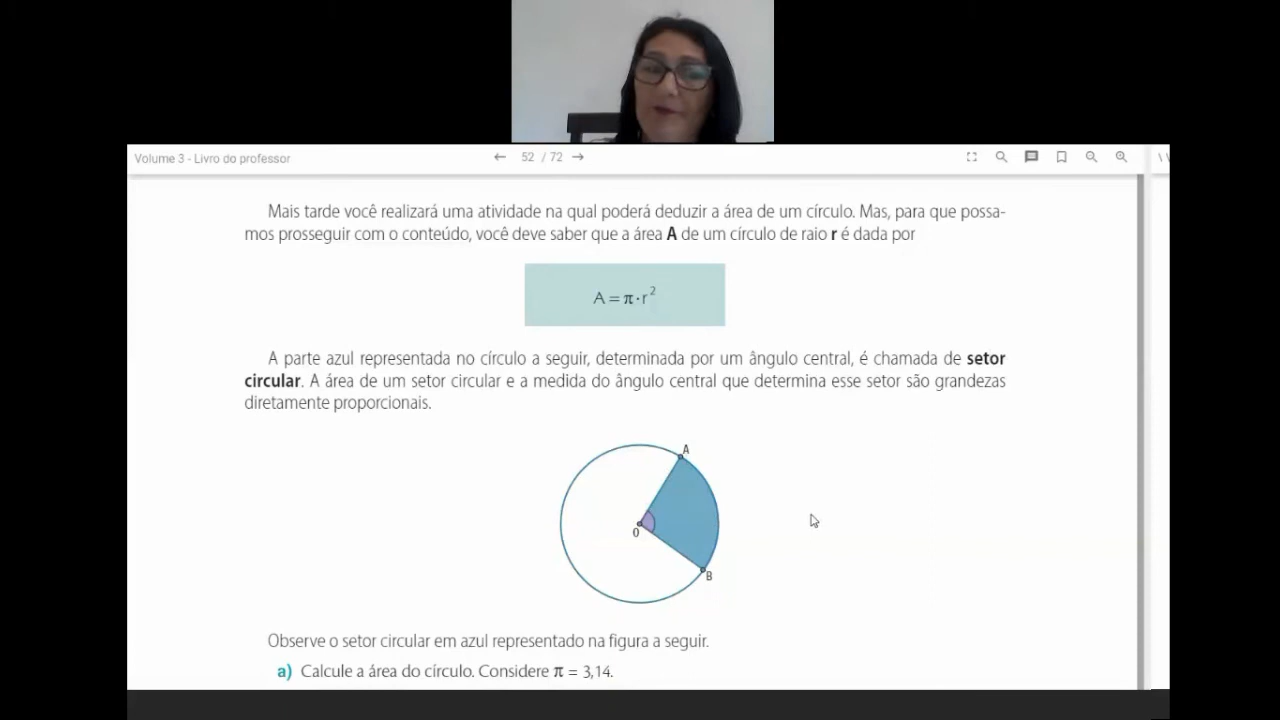 Volume 3 - Livro do professor
52 / 72
Mais tarde você realizará uma atividade na qual poderá deduzir a área de um círculo. Mas, para que possa-
mos prosseguir com o conteúdo, você deve saber que a área A de um círculo de raio r é dada por
A = π · r²
A parte azul representada no círculo a seguir, determinada por um ângulo central, é chamada de setor
circular. A área de um setor circular e a medida do ângulo central que determina esse setor são grandezas
diretamente proporcionais.
A
O
B
Observe o setor circular em azul representado na figura a seguir.
a) Calcule a área do círculo. Considere π = 3,14.